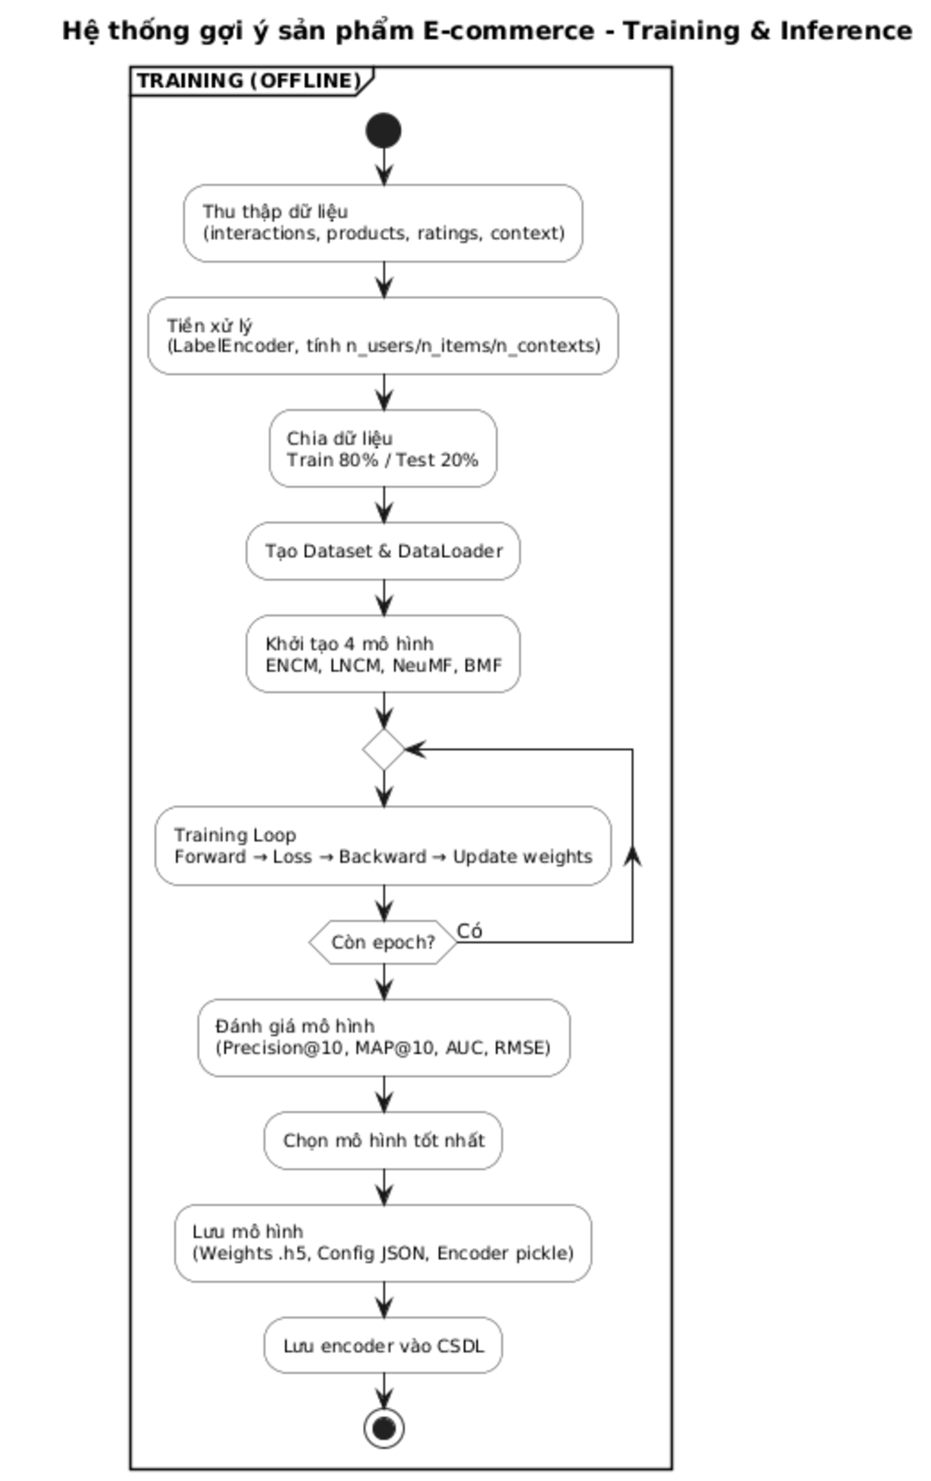 Hệ thống gợi ý sản phẩm E-commerce - Training & Inference
TRAINING (OFFLINE)
Thu thập dữ liệu
(interactions, products, ratings, context)
Tiền xử lý
(LabelEncoder, tính n_users/n_items/n_contexts)
Chia dữ liệu
Train 80% / Test 20%
Tạo Dataset & DataLoader
Khởi tạo 4 mô hình
ENCM, LNCM, NeuMF, BMF
Training Loop
Forward → Loss → Backward → Update weights
Còn epoch?
Có
Đánh giá mô hình
(Precision@10, MAP@10, AUC, RMSE)
Chọn mô hình tốt nhất
Lưu mô hình
(Weights .h5, Config JSON, Encoder pickle)
Lưu encoder vào CSDL